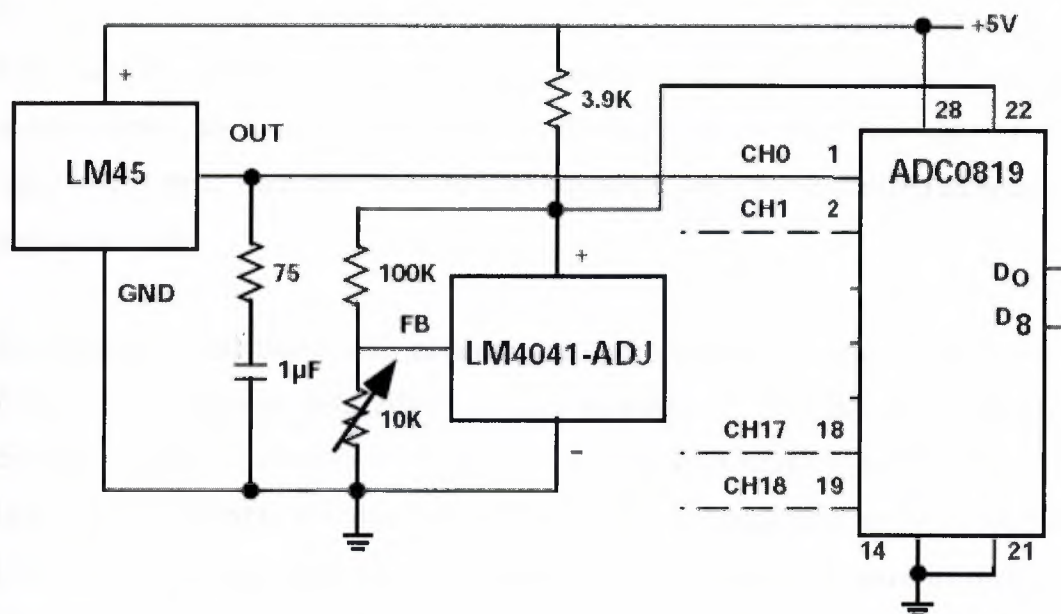 +5V
+
3.9K
28 22
OUT
CH0 1
LM45
ADC0819
CH1 2
75
100K
+
D0
GND
FB
D8
LM4041-ADJ
1µF
10K
CH17 18
−
CH18 19
14 21